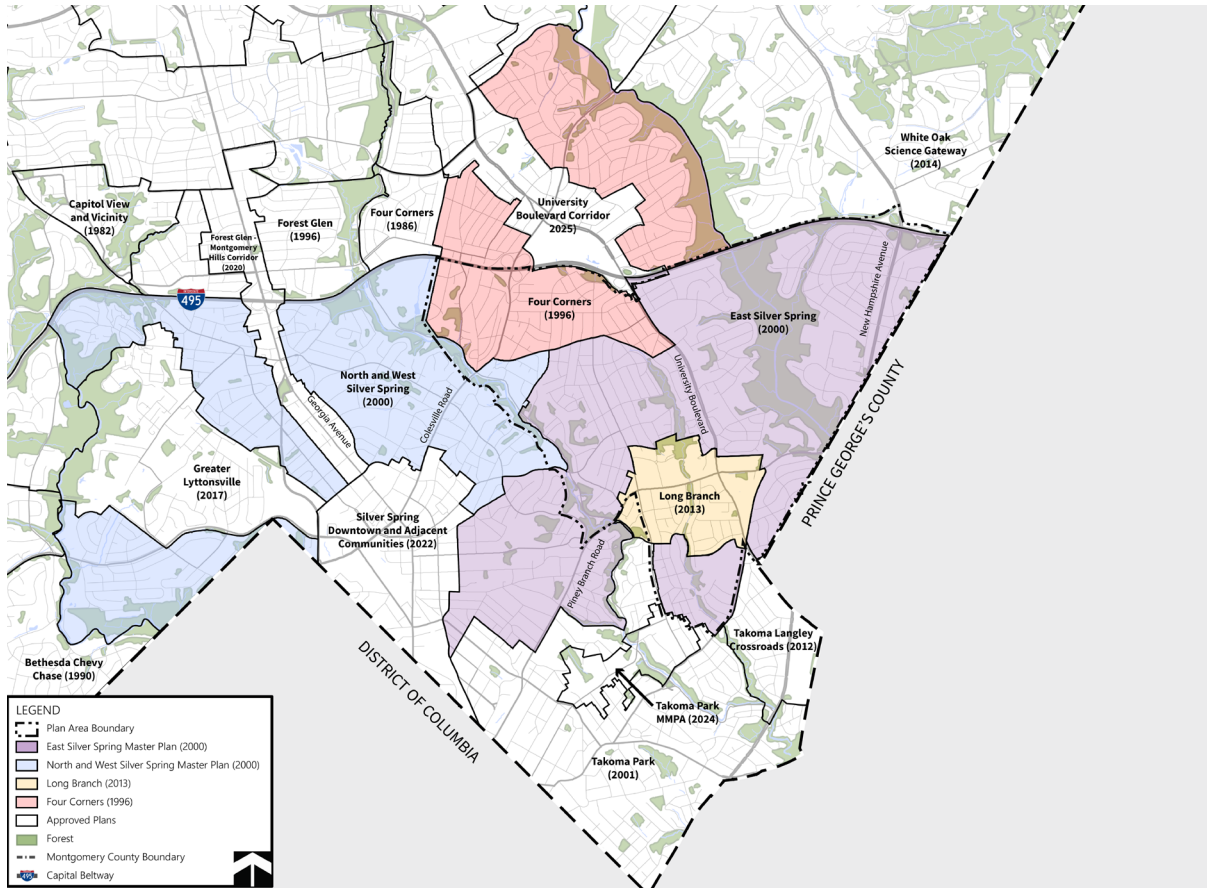 White Oak
Science Gateway
(2014)
Capitol View
and Vicinity
(1982)
Forest Glen
(1996)
Four Corners
(1986)
University
Boulevard Corridor
2025)
Forest Glen -
Montgomery
Hills Corridor
(2020)
495
Four Corners
(1996)
East Silver Spring
(2000)
New Hampshire Avenue
North and West
Silver Spring
(2000)
Georgia Avenue
Colesville Road
University Boulevard
PRINCE GEORGE'S COUNTY
Greater
Lyttonsville
(2017)
Long Branch
(2013)
Silver Spring
Downtown and Adjacent
Communities (2022)
Piney Branch Road
Takoma Langley
Crossroads (2012)
Bethesda Chevy
Chase (1990)
DISTRICT OF COLUMBIA
Takoma Park
MMPA (2024)
Takoma Park
(2001)
LEGEND
Plan Area Boundary
East Silver Spring Master Plan (2000)
North and West Silver Spring Master Plan (2000)
Long Branch (2013)
Four Corners (1996)
Approved Plans
Forest
Montgomery County Boundary
495 Capital Beltway